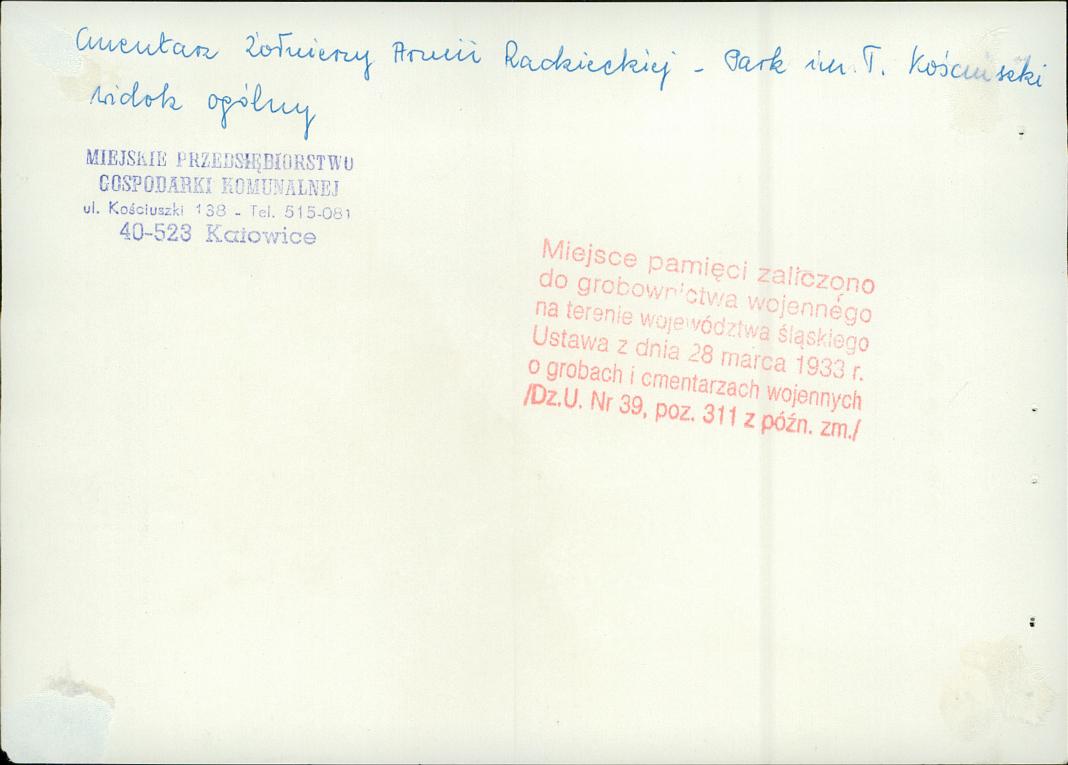 Cmentarz Żołnierzy Armii Radzieckiej - Park im. T. Kościuszki
widok ogólny
MIEJSKIE PRZEDSIĘBIORSTWO
GOSPODARKI KOMUNALNEJ
ul. Kościuszki 138 - Tel. 515-081
40-523 Katowice
Miejsce pamięci zaliczono
do grobownictwa wojennego
na terenie województwa śląskiego
Ustawa z dnia 28 marca 1933 r.
o grobach i cmentarzach wojennych
/Dz.U. Nr 39, poz. 311 z późn. zm./